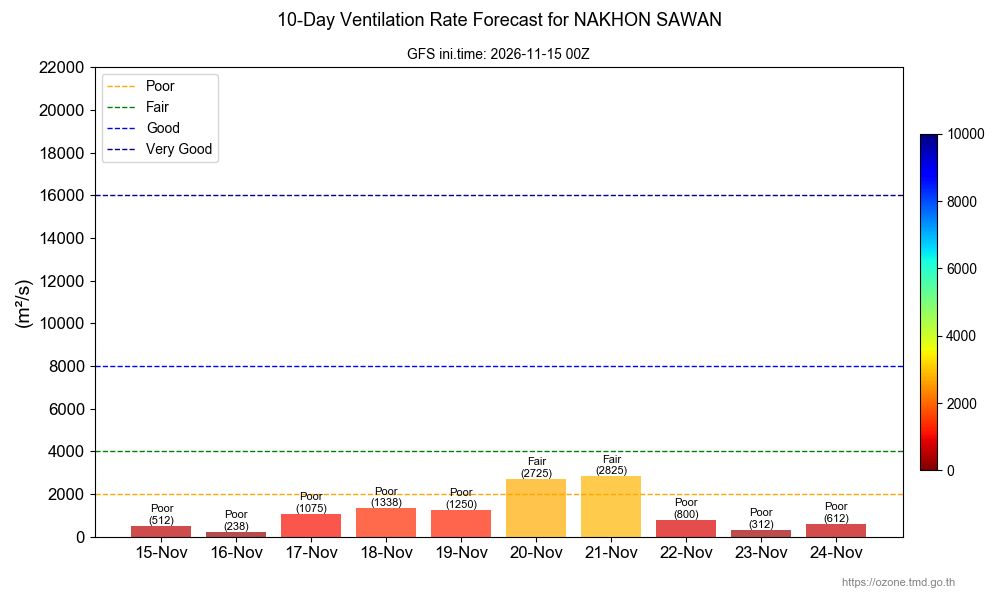 10-Day Ventilation Rate Forecast for NAKHON SAWAN
GFS ini.time: 2026-11-15 00Z
(m²/s)
22000
20000
18000
16000
14000
12000
10000
8000
6000
4000
2000
0
Poor
Fair
Good
Very Good
Poor
(512)
Poor
(238)
Poor
(1075)
Poor
(1338)
Poor
(1250)
Fair
(2725)
Fair
(2825)
Poor
(800)
Poor
(312)
Poor
(612)
15-Nov
16-Nov
17-Nov
18-Nov
19-Nov
20-Nov
21-Nov
22-Nov
23-Nov
24-Nov
10000
8000
6000
4000
2000
0
https://ozone.tmd.go.th